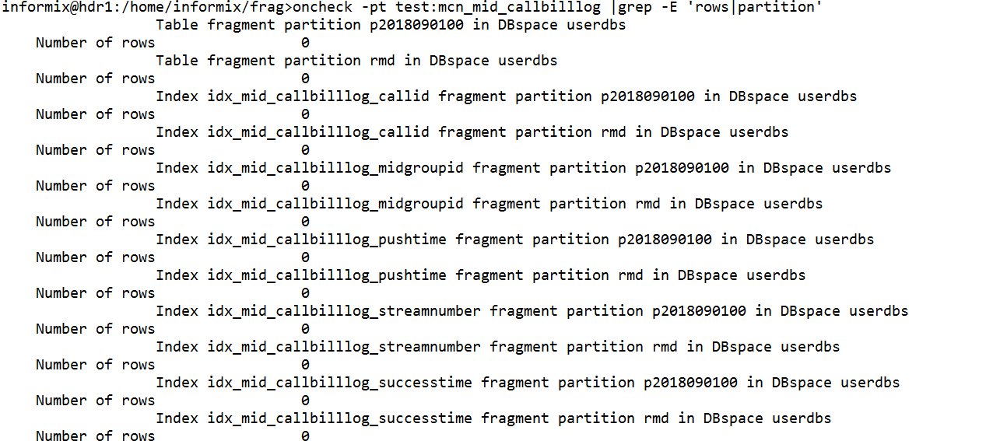 informix@hdr1:/home/informix/frag>oncheck -pt test:mcn_mid_callbilllog |grep -E 'rows|partition'
Table fragment partition p2018090100 in DBspace userdbs
Number of rows 0
Table fragment partition rmd in DBspace userdbs
Number of rows 0
Index idx_mid_callbilllog_callid fragment partition p2018090100 in DBspace userdbs
Number of rows 0
Index idx_mid_callbilllog_callid fragment partition rmd in DBspace userdbs
Number of rows 0
Index idx_mid_callbilllog_midgroupid fragment partition p2018090100 in DBspace userdbs
Number of rows 0
Index idx_mid_callbilllog_midgroupid fragment partition rmd in DBspace userdbs
Number of rows 0
Index idx_mid_callbilllog_pushtime fragment partition p2018090100 in DBspace userdbs
Number of rows 0
Index idx_mid_callbilllog_pushtime fragment partition rmd in DBspace userdbs
Number of rows 0
Index idx_mid_callbilllog_streamnumber fragment partition p2018090100 in DBspace userdbs
Number of rows 0
Index idx_mid_callbilllog_streamnumber fragment partition rmd in DBspace userdbs
Number of rows 0
Index idx_mid_callbilllog_successtime fragment partition p2018090100 in DBspace userdbs
Number of rows 0
Index idx_mid_callbilllog_successtime fragment partition rmd in DBspace userdbs
Number of rows 0